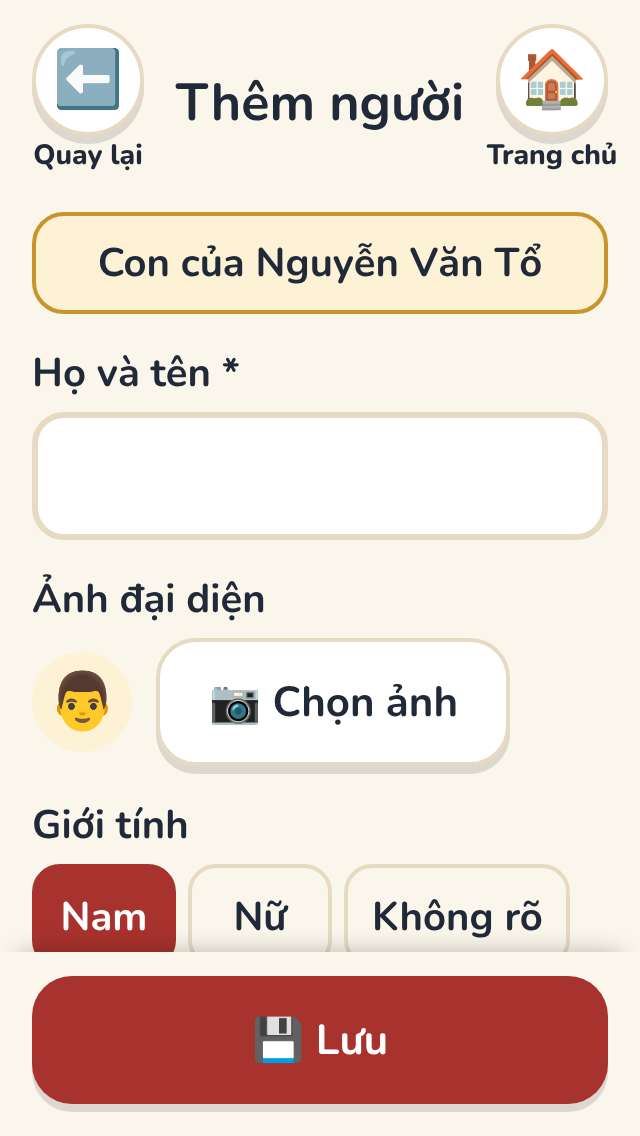 Thêm người
Quay lại
Trang chủ
Con của Nguyễn Văn Tổ
Họ và tên *
Ảnh đại diện
Chọn ảnh
Giới tính
Nam
Nữ
Không rõ
Lưu